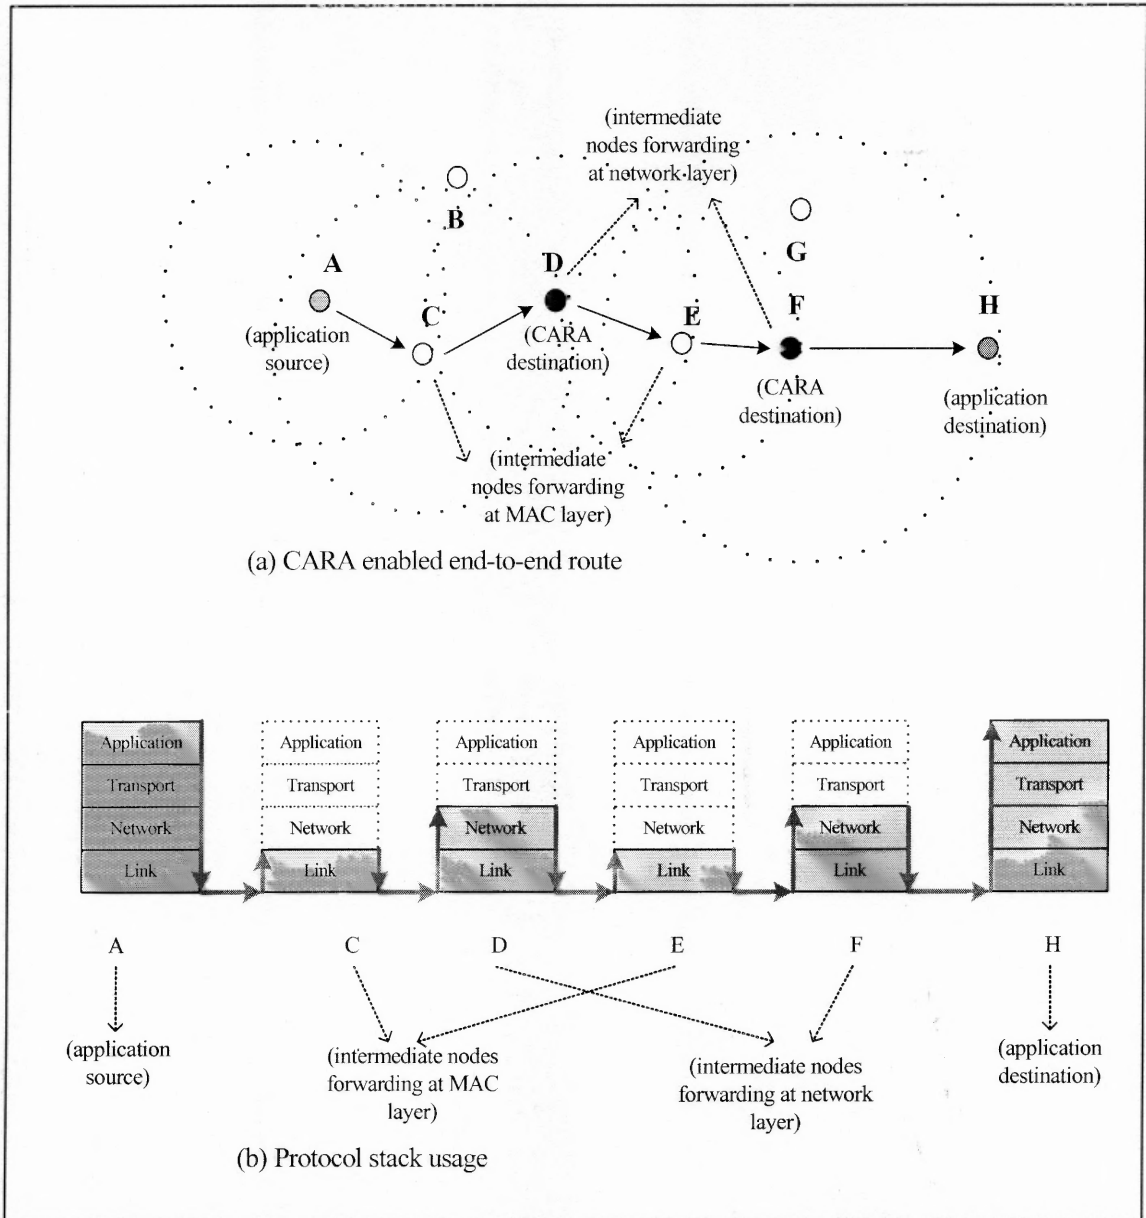 (intermediate
nodes forwarding
at network layer)
B
G
A
D
C
E
F
H
(application
source)
(CARA
destination)
(CARA
destination)
(application
destination)
(intermediate
nodes forwarding
at MAC layer)
(a) CARA enabled end-to-end route
Application
Transport
Network
Link
Application
Transport
Network
Link
Application
Transport
Network
Link
Application
Transport
Network
Link
Application
Transport
Network
Link
Application
Transport
Network
Link
A
C
D
E
F
H
(application
source)
(intermediate nodes
forwarding at MAC
layer)
(intermediate nodes
forwarding at network
layer)
(application
destination)
(b) Protocol stack usage